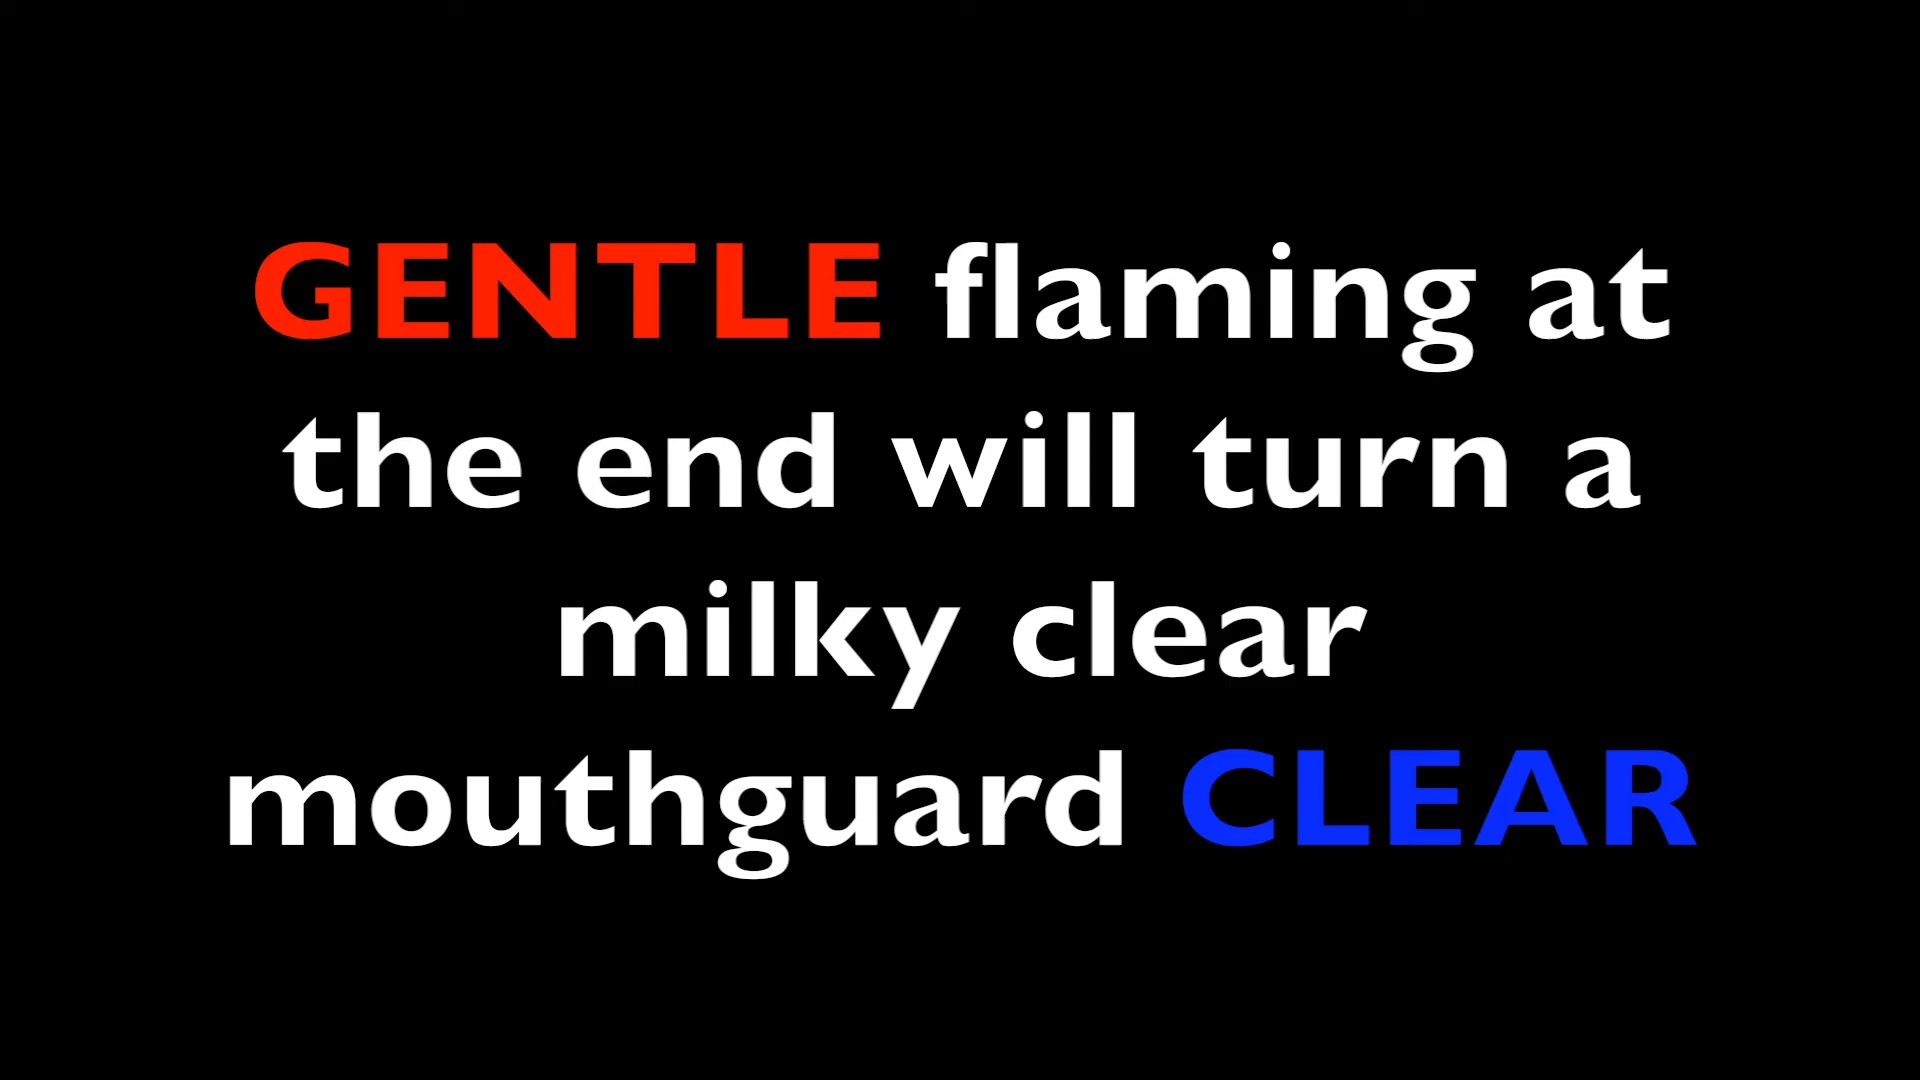 GENTLE flaming at
the end will turn a
milky clear
mouthguard CLEAR